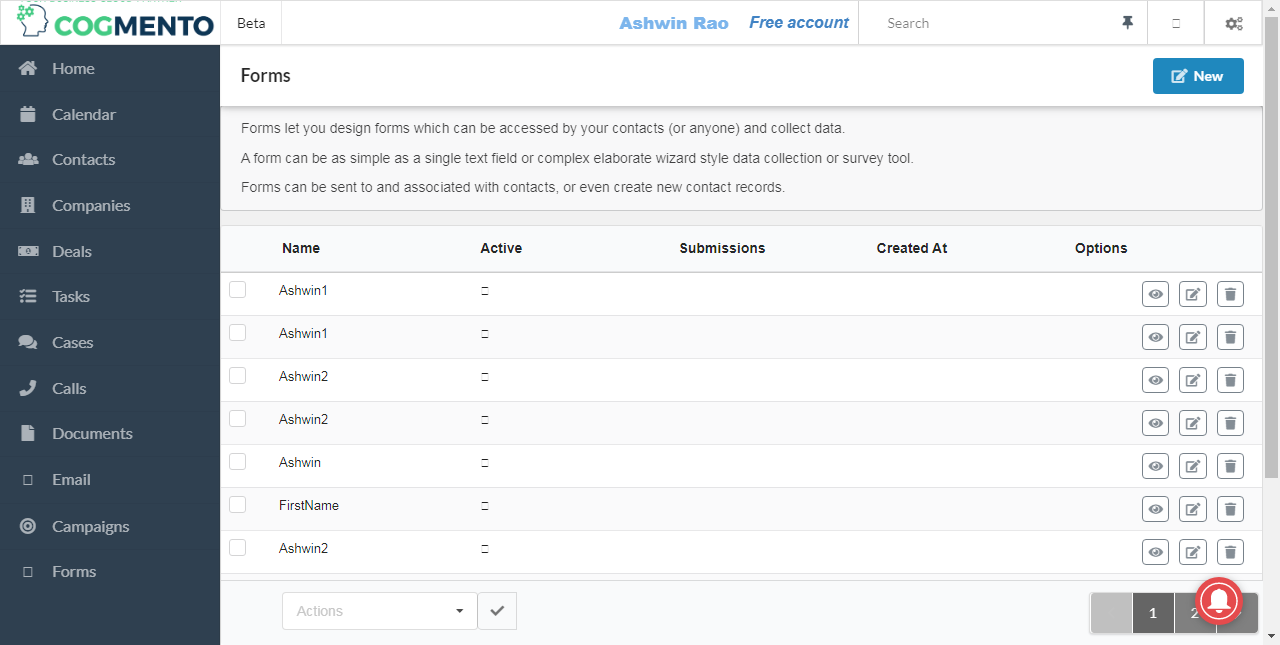 COGMENTO
Beta
Ashwin Rao
Free account
Search
Home
Calendar
Contacts
Companies
Deals
Tasks
Cases
Calls
Documents
Email
Campaigns
Forms
Forms
New
Forms let you design forms which can be accessed by your contacts (or anyone) and collect data.
A form can be as simple as a single text field or complex elaborate wizard style data collection or survey tool.
Forms can be sent to and associated with contacts, or even create new contact records.
Name Active Submissions Created At Options
Ashwin1
Ashwin1
Ashwin2
Ashwin2
Ashwin
FirstName
Ashwin2
Actions
1 2